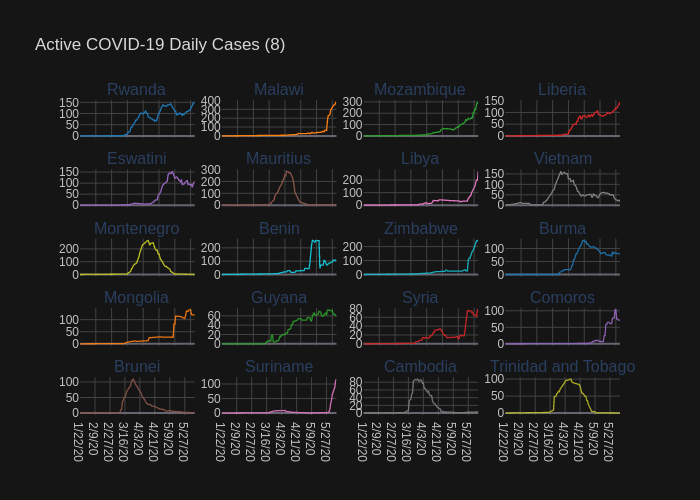 Active COVID-19 Daily Cases (8)
Rwanda Malawi Mozambique Liberia
150 100 50 0
400 300 200 100 0
300 200 100 0
150 100 50 0
Eswatini Mauritius Libya Vietnam
150 100 50 0
300 200 100 0
200 100 0
150 100 50 0
Montenegro Benin Zimbabwe Burma
200 100 0
200 100 0
200 100 0
100 50 0
Mongolia Guyana Syria Comoros
100 50 0
60 40 20 0
80 60 40 20 0
100 50 0
Brunei Suriname Cambodia Trinidad and Tobago
100 50 0
100 50 0
80 60 40 20 0
100 50 0
1/22/20 2/9/20 2/27/20 3/16/20 4/3/20 4/21/20 5/9/20 5/27/20
1/22/20 2/9/20 2/27/20 3/16/20 4/3/20 4/21/20 5/9/20 5/27/20
1/22/20 2/9/20 2/27/20 3/16/20 4/3/20 4/21/20 5/9/20 5/27/20
1/22/20 2/9/20 2/27/20 3/16/20 4/3/20 4/21/20 5/9/20 5/27/20